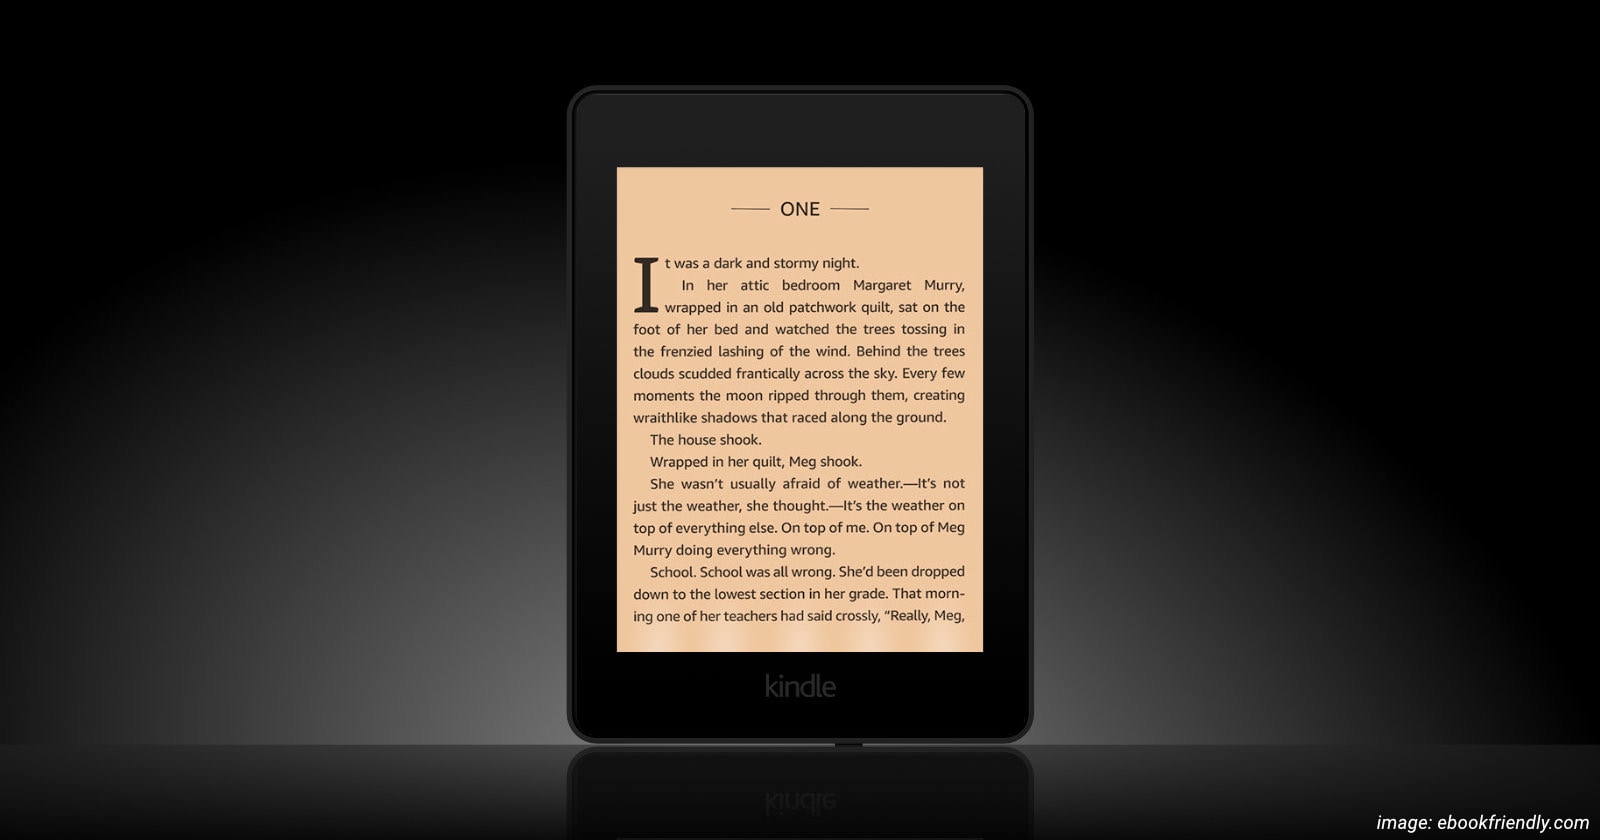 ONE
It was a dark and stormy night.
In her attic bedroom Margaret Murry,
wrapped in an old patchwork quilt, sat on the
foot of her bed and watched the trees tossing in
the frenzied lashing of the wind. Behind the trees
clouds scudded frantically across the sky. Every few
moments the moon ripped through them, creating
wraithlike shadows that raced along the ground.
The house shook.
Wrapped in her quilt, Meg shook.
She wasn’t usually afraid of weather.—It’s not
just the weather, she thought.—It’s the weather on
top of everything else. On top of me. On top of Meg
Murry doing everything wrong.
School. School was all wrong. She’d been dropped
down to the lowest section in her grade. That morn-
ing one of her teachers had said crossly, “Really, Meg,
kindle
kindle
image: ebookfriendly.com